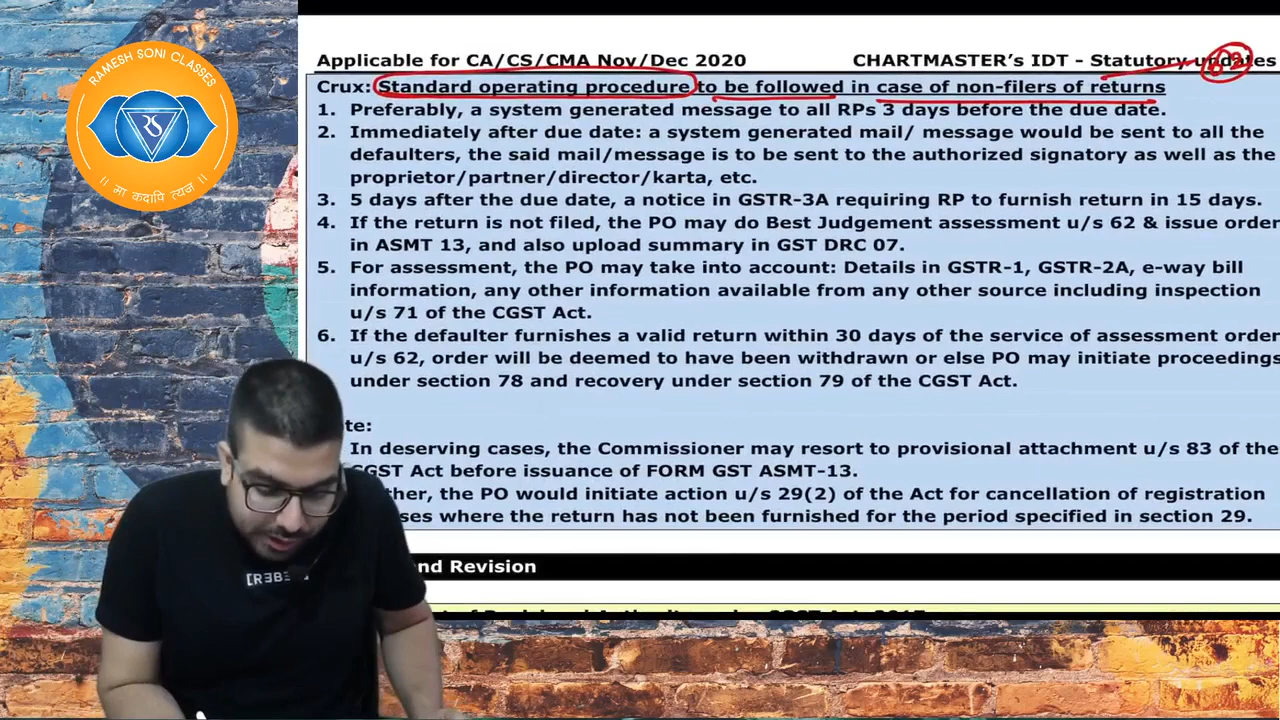 RAMESH SONI CLASSES
।। मा कदापि त्यज ।।
Applicable for CA/CS/CMA Nov/Dec 2020 CHARTMASTER’s IDT - Statutory updates
62
Crux: Standard operating procedure to be followed in case of non-filers of returns
1. Preferably, a system generated message to all RPs 3 days before the due date.
2. Immediately after due date: a system generated mail/ message would be sent to all the
defaulters, the said mail/message is to be sent to the authorized signatory as well as the
proprietor/partner/director/karta, etc.
3. 5 days after the due date, a notice in GSTR-3A requiring RP to furnish return in 15 days.
4. If the return is not filed, the PO may do Best Judgement assessment u/s 62 & issue order
in ASMT 13, and also upload summary in GST DRC 07.
5. For assessment, the PO may take into account: Details in GSTR-1, GSTR-2A, e-way bill
information, any other information available from any other source including inspection
u/s 71 of the CGST Act.
6. If the defaulter furnishes a valid return within 30 days of the service of assessment order
u/s 62, order will be deemed to have been withdrawn or else PO may initiate proceedings
under section 78 and recovery under section 79 of the CGST Act.
te:
In deserving cases, the Commissioner may resort to provisional attachment u/s 83 of the
CGST Act before issuance of FORM GST ASMT-13.
ther, the PO would initiate action u/s 29(2) of the Act for cancellation of registration
ses where the return has not been furnished for the period specified in section 29.
nd Revision